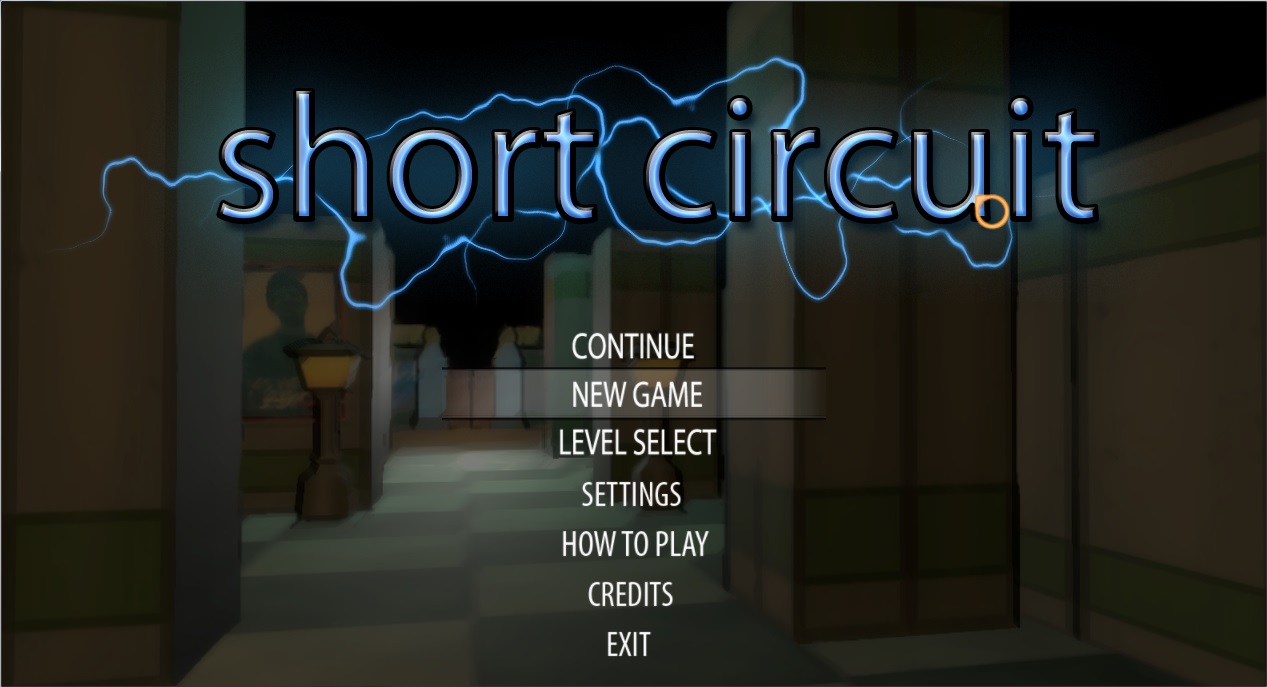 short circuit
CONTINUE
NEW GAME
LEVEL SELECT
SETTINGS
HOW TO PLAY
CREDITS
EXIT